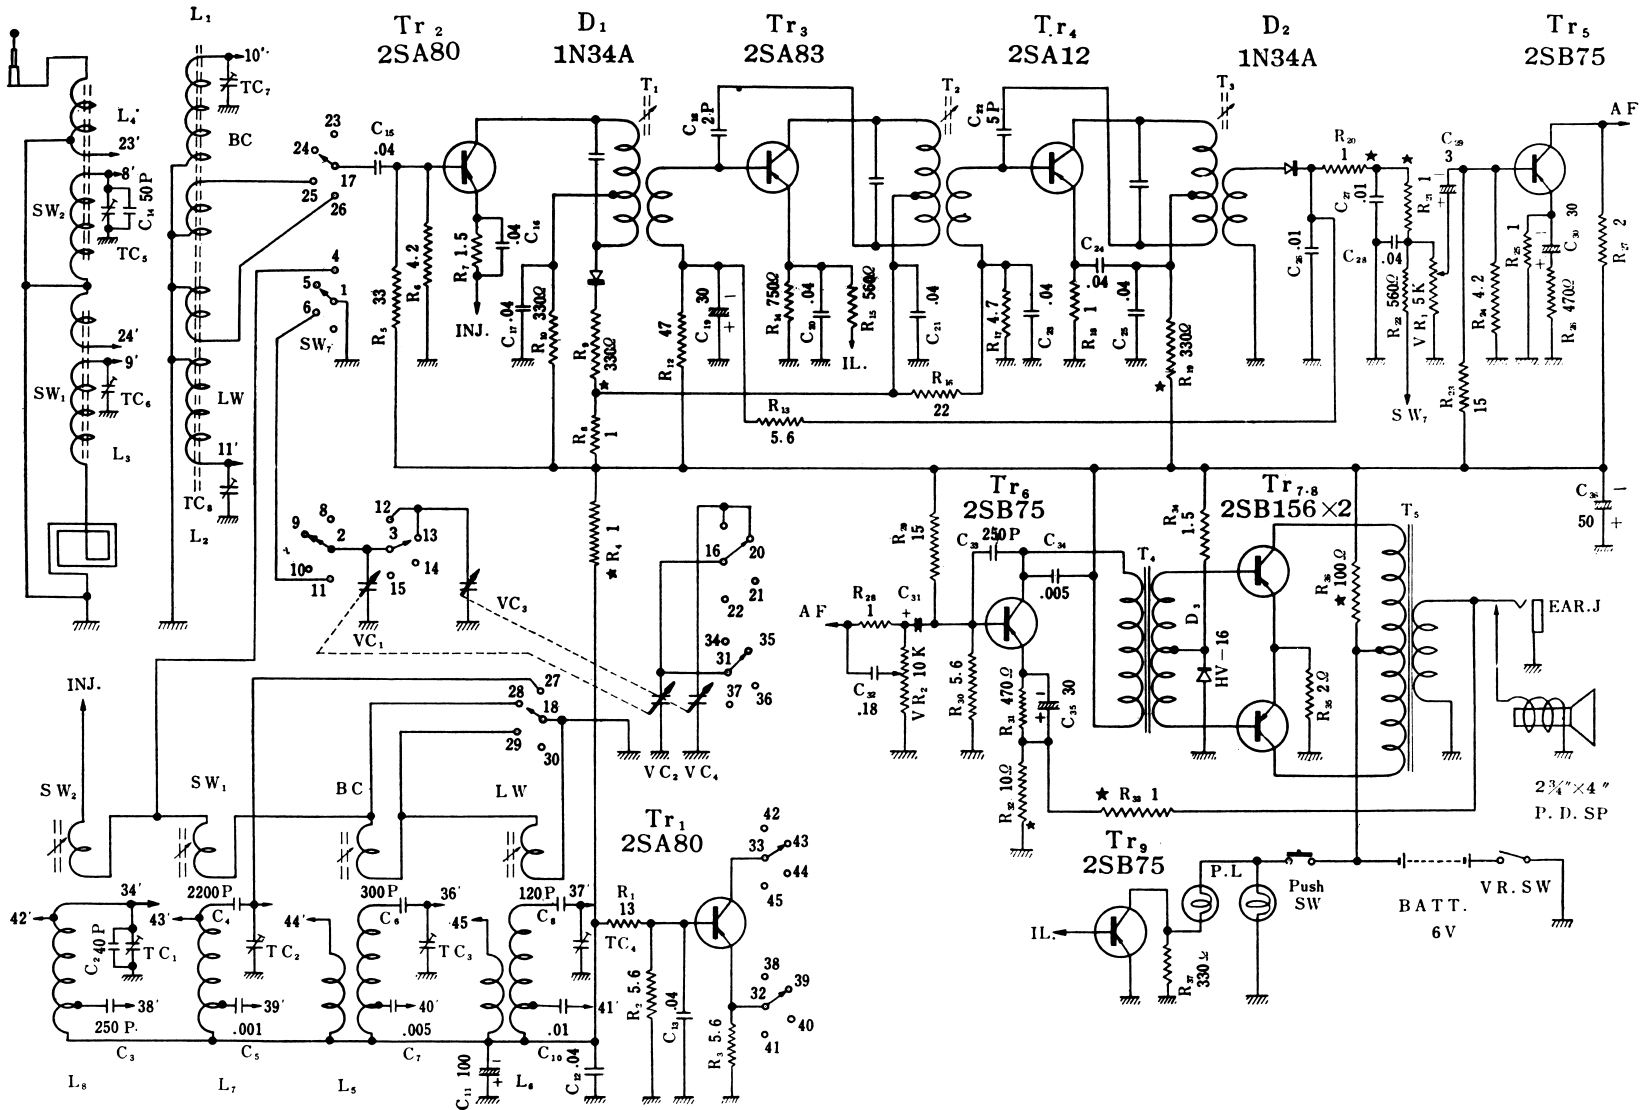 L₁
Tr₂
2SA80
D₁
1N34A
Tr₃
2SA83
Tr₄
2SA12
D₂
1N34A
Tr₅
2SB75
10'
TC₇
T₁
T₂
T₃
L₄
23'
BC
23
24
17
25
26
C₁₅
.04
C₁₈
2 P
C₂₂
5 P
AF
R₂₀
1
C₂₉
3
8'
SW₂
C₁₄ 50P
TC₅
4
5
1
6
SW₇
R₅
33
R₆
4.2
R₇ 1.5
.04
C₁₆
INJ.
C₁₇ .04
R₁₀
330Ω
R₉
330Ω
R₁₂
47
C₁₉
30
R₁₄ 750Ω
C₂₀ .04
R₁₅ 560Ω
IL.
C₂₁
.04
R₁₇ 4.7
C₂₃
.04
C₂₄
.04
R₁₈ 1
C₂₅ .04
R₁₉ 330Ω
C₂₆ .01
C₂₇
.01
R₂₁
1
C₂₈
.04
R₂₂ 560Ω
VR₁ 5K
SW₇
R₂₄ 4.2
R₂₃
15
R₂₅
1
C₃₀
30
R₂₆ 470Ω
R₂₇
2
24'
9'
SW₁
TC₆
L₃
LW
11'
TC₈
L₂
R₈
1
R₁₆
22
R₁₃
5.6
8
9
2
10
11
12
3
13
14
15
VC₁
VC₃
R₄ 1
16
20
21
22
34
35
31
37
36
VC₂
VC₄
Tr₆
2SB75
R₂₉
15
C₃₃
250P
C₃₄
.005
T₄
R₃₄
1.5
Tr₇.₈
2SB156×2
T₅
C₃₆
50
AF
R₂₈
1
C₃₁
C₃₂
.18
VR₂ 10K
R₃₀ 5.6
R₃₁ 470Ω
C₃₅ 30
R₃₂ 10Ω
D₃
HV-16
R₃₅ 2Ω
R₃₆
100Ω
EAR.J
2¾"×4"
P.D.SP
R₃₃ 1
INJ.
27
28
18
29
30
SW₂
SW₁
BC
LW
Tr₁
2SA80
42
33
43
44
45
34'
42'
C₂ 40P
TC₁
38'
250 P
C₃
L₈
2200P
43'
C₄
TC₂
39'
.001
C₅
L₇
44'
L₅
300P
C₆
36'
TC₃
40'
.005
C₇
45
C₁₁ 100
120P
37'
C₈
TC₄
41'
.01
C₁₀
L₆
C₁₂ .04
R₁
13
R₂ 5.6
C₁₃ .04
R₃ 5.6
38
32
39
40
41
Tr₉
2SB75
IL.
R₃₇
330Ω
P.L
Push
SW
BATT.
6V
VR.SW